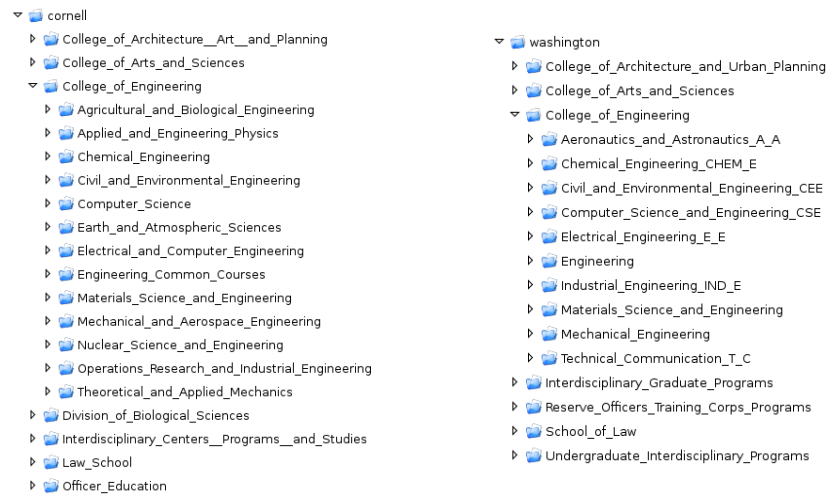 cornell
College_of_Architecture__Art__and_Planning
College_of_Arts_and_Sciences
College_of_Engineering
Agricultural_and_Biological_Engineering
Applied_and_Engineering_Physics
Chemical_Engineering
Civil_and_Environmental_Engineering
Computer_Science
Earth_and_Atmospheric_Sciences
Electrical_and_Computer_Engineering
Engineering_Common_Courses
Materials_Science_and_Engineering
Mechanical_and_Aerospace_Engineering
Nuclear_Science_and_Engineering
Operations_Research_and_Industrial_Engineering
Theoretical_and_Applied_Mechanics
Division_of_Biological_Sciences
Interdisciplinary_Centers__Programs__and_Studies
Law_School
Officer_Education
washington
College_of_Architecture_and_Urban_Planning
College_of_Arts_and_Sciences
College_of_Engineering
Aeronautics_and_Astronautics_A_A
Chemical_Engineering_CHEM_E
Civil_and_Environmental_Engineering_CEE
Computer_Science_and_Engineering_CSE
Electrical_Engineering_E_E
Engineering
Industrial_Engineering_IND_E
Materials_Science_and_Engineering
Mechanical_Engineering
Technical_Communication_T_C
Interdisciplinary_Graduate_Programs
Reserve_Officers_Training_Corps_Programs
School_of_Law
Undergraduate_Interdisciplinary_Programs